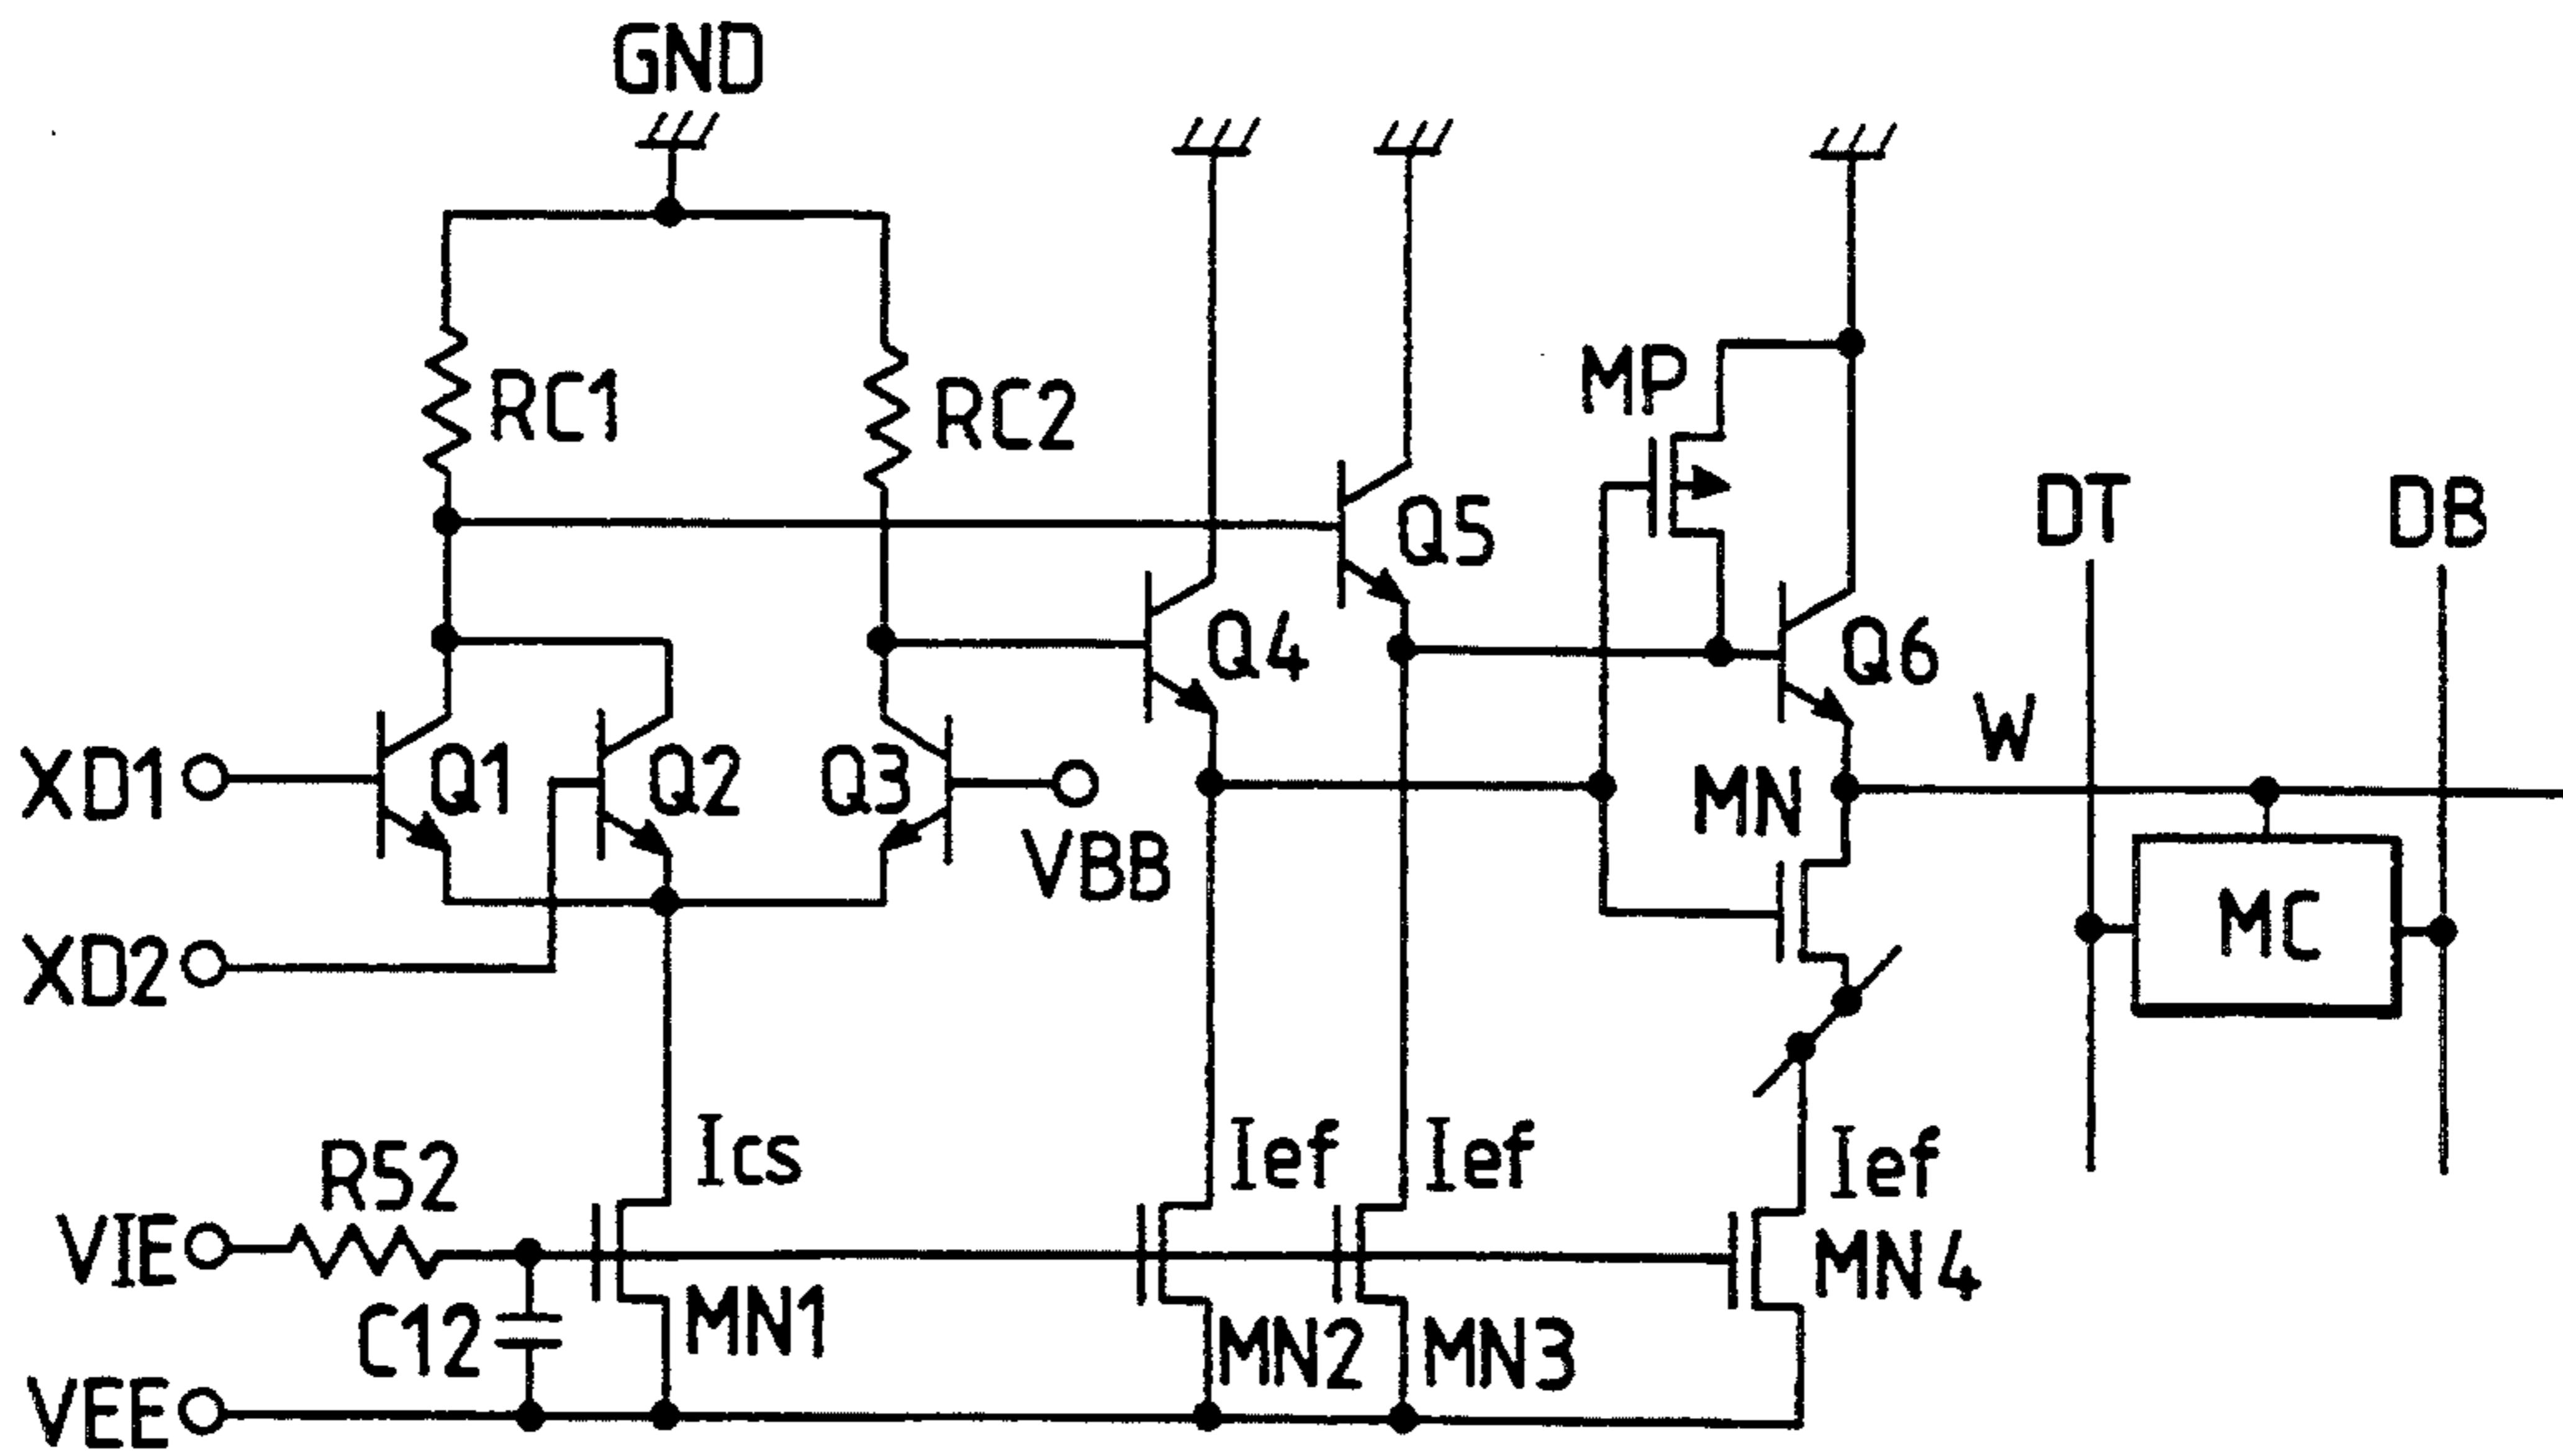 GND
RC1
RC2
MP
Q5
DT
DB
Q4
Q6
W
XD1
Q1
Q2
Q3
VBB
MN
MC
XD2
Ics
Ief
Ief
Ief
R52
VIE
C12
MN1
MN2
MN3
MN4
VEE